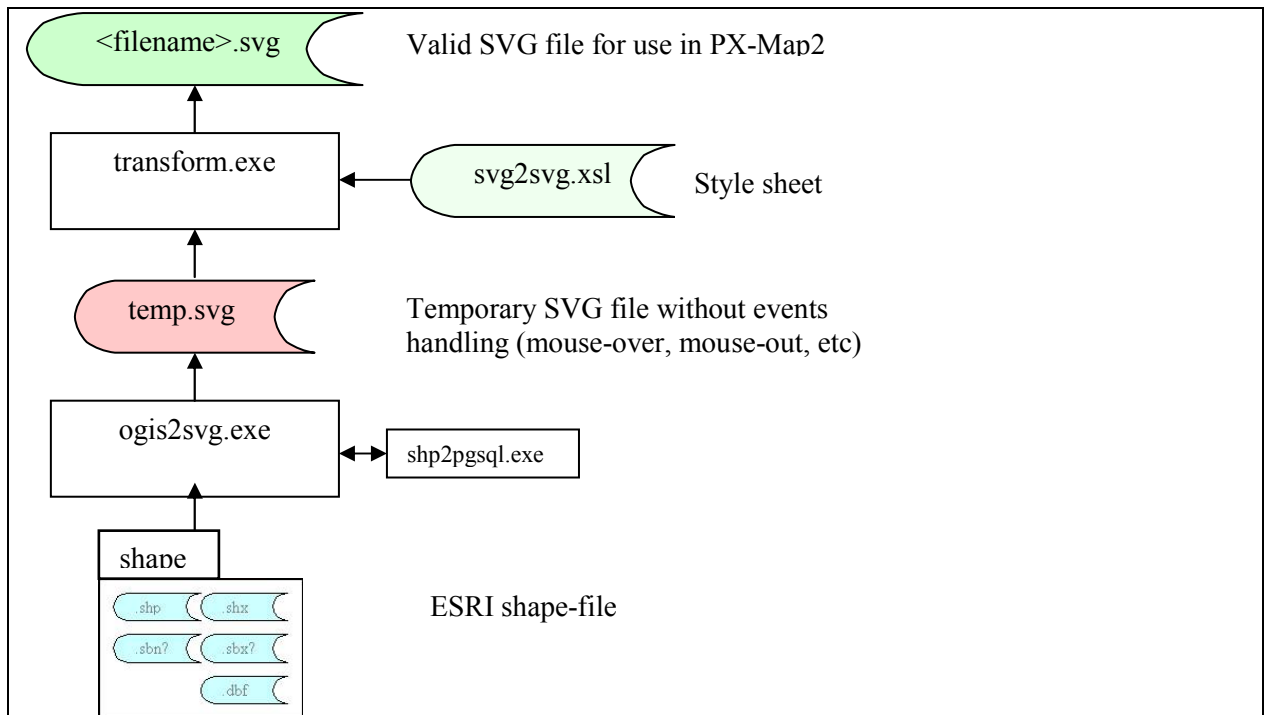 <filename>.svg
Valid SVG file for use in PX-Map2
transform.exe
svg2svg.xsl
Style sheet
temp.svg
Temporary SVG file without events
handling (mouse-over, mouse-out, etc)
ogis2svg.exe
shp2pgsql.exe
shape
.shp
.shx
ESRI shape-file
.sbn?
.sbx?
.dbf